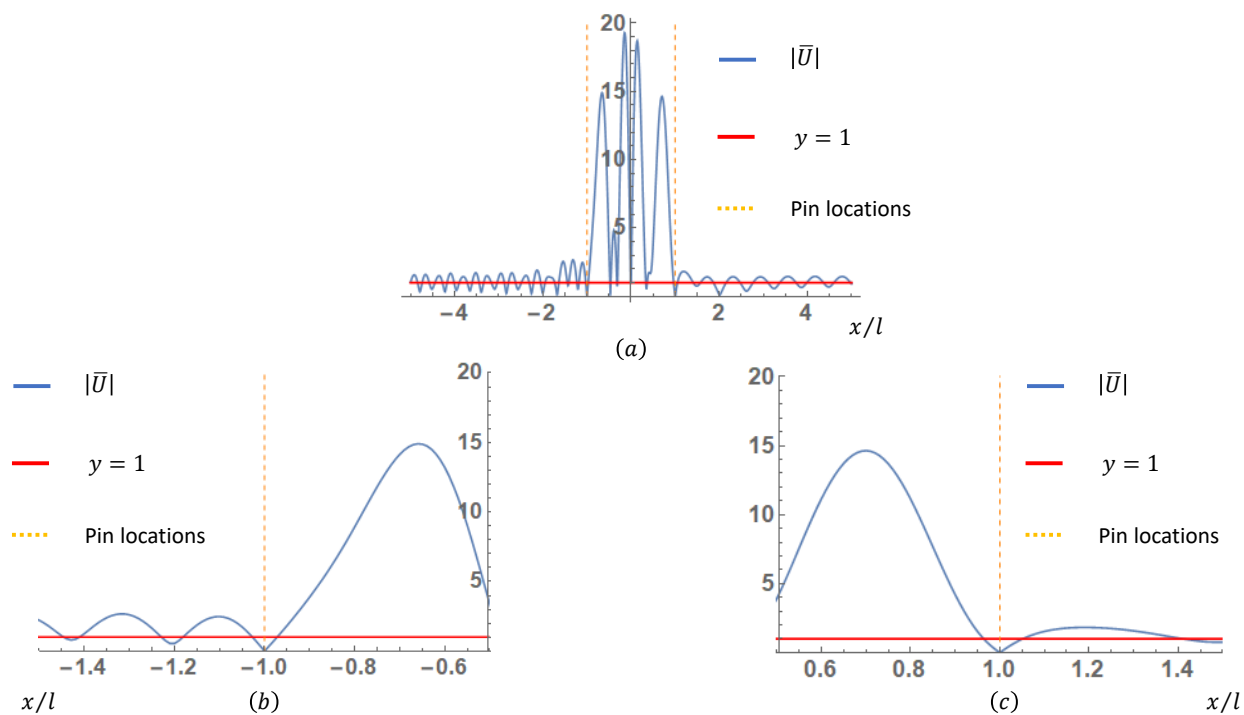 20
15
10
5
−4
−2
2
4
x/l
|U̅|
y = 1
Pin locations
(a)
|U̅|
y = 1
Pin locations
20
15
10
5
−1.4
−1.2
−1.0
−0.8
−0.6
x/l
(b)
20
15
10
5
0.6
0.8
1.0
1.2
1.4
|U̅|
y = 1
Pin locations
(c)
x/l